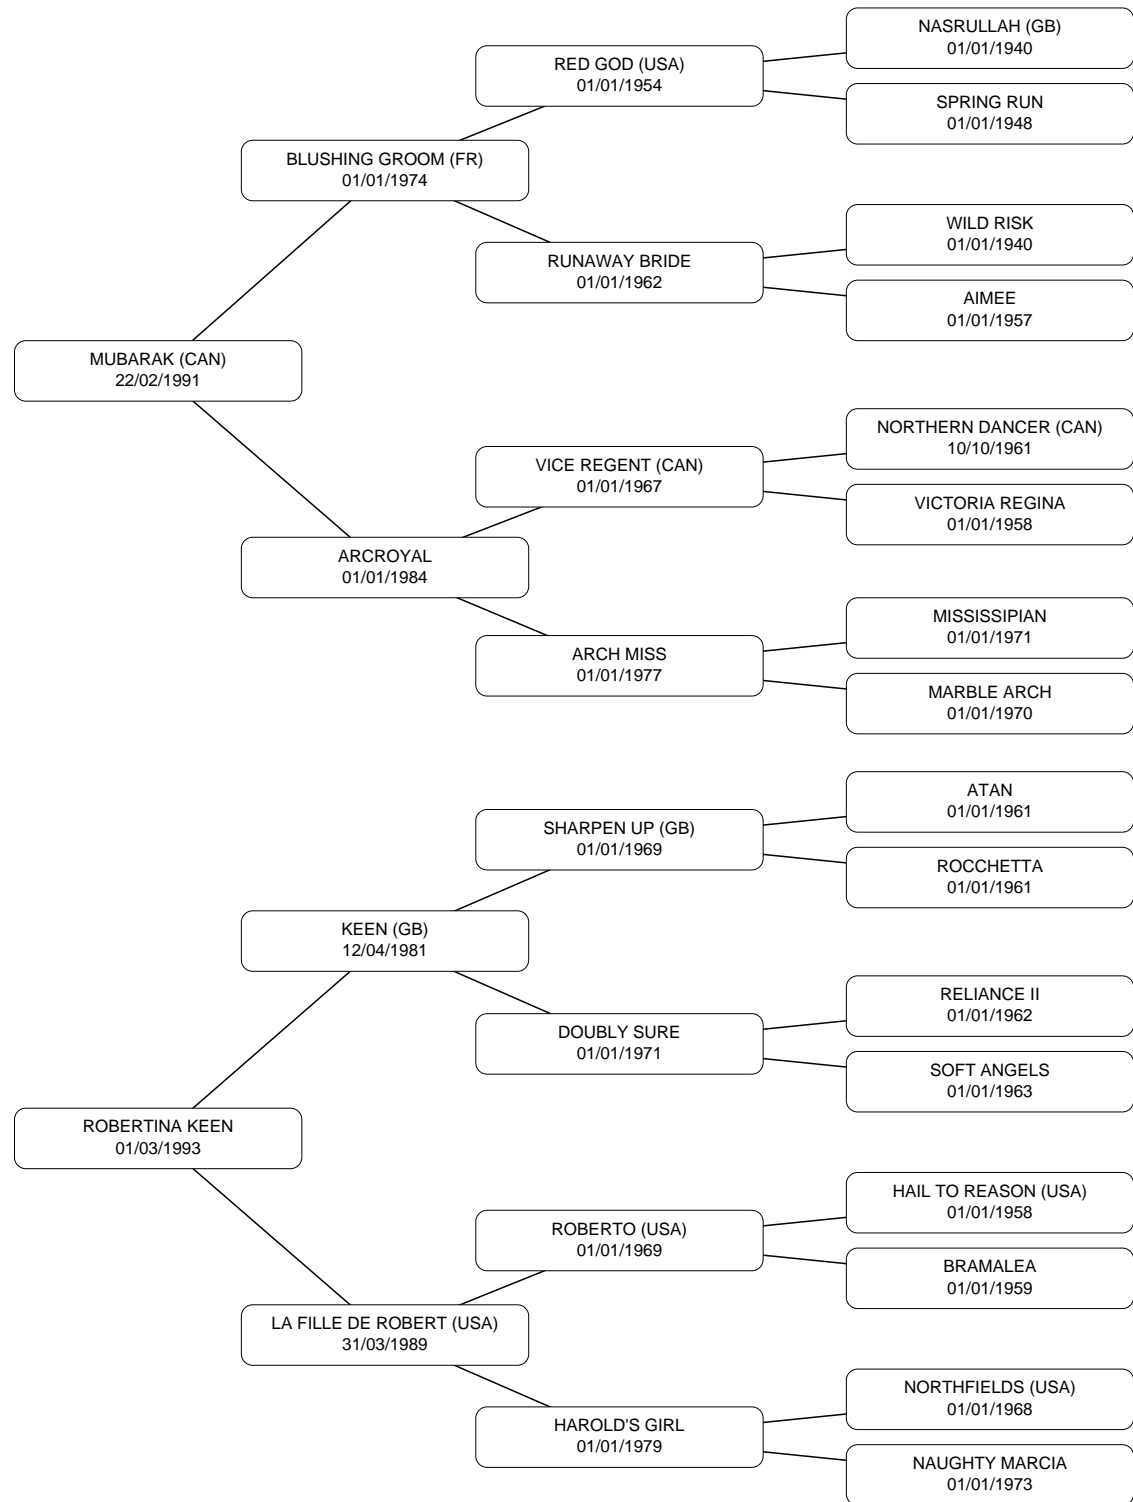 NASRULLAH (GB)
01/01/1940
RED GOD (USA)
01/01/1954
SPRING RUN
01/01/1948
BLUSHING GROOM (FR)
01/01/1974
WILD RISK
01/01/1940
RUNAWAY BRIDE
01/01/1962
AIMEE
01/01/1957
MUBARAK (CAN)
22/02/1991
NORTHERN DANCER (CAN)
10/10/1961
VICE REGENT (CAN)
01/01/1967
VICTORIA REGINA
01/01/1958
ARCROYAL
01/01/1984
MISSISSIPIAN
01/01/1971
ARCH MISS
01/01/1977
MARBLE ARCH
01/01/1970
ATAN
01/01/1961
SHARPEN UP (GB)
01/01/1969
ROCCHETTA
01/01/1961
KEEN (GB)
12/04/1981
RELIANCE II
01/01/1962
DOUBLY SURE
01/01/1971
SOFT ANGELS
01/01/1963
ROBERTINA KEEN
01/03/1993
HAIL TO REASON (USA)
01/01/1958
ROBERTO (USA)
01/01/1969
BRAMALEA
01/01/1959
LA FILLE DE ROBERT (USA)
31/03/1989
NORTHFIELDS (USA)
01/01/1968
HAROLD'S GIRL
01/01/1979
NAUGHTY MARCIA
01/01/1973